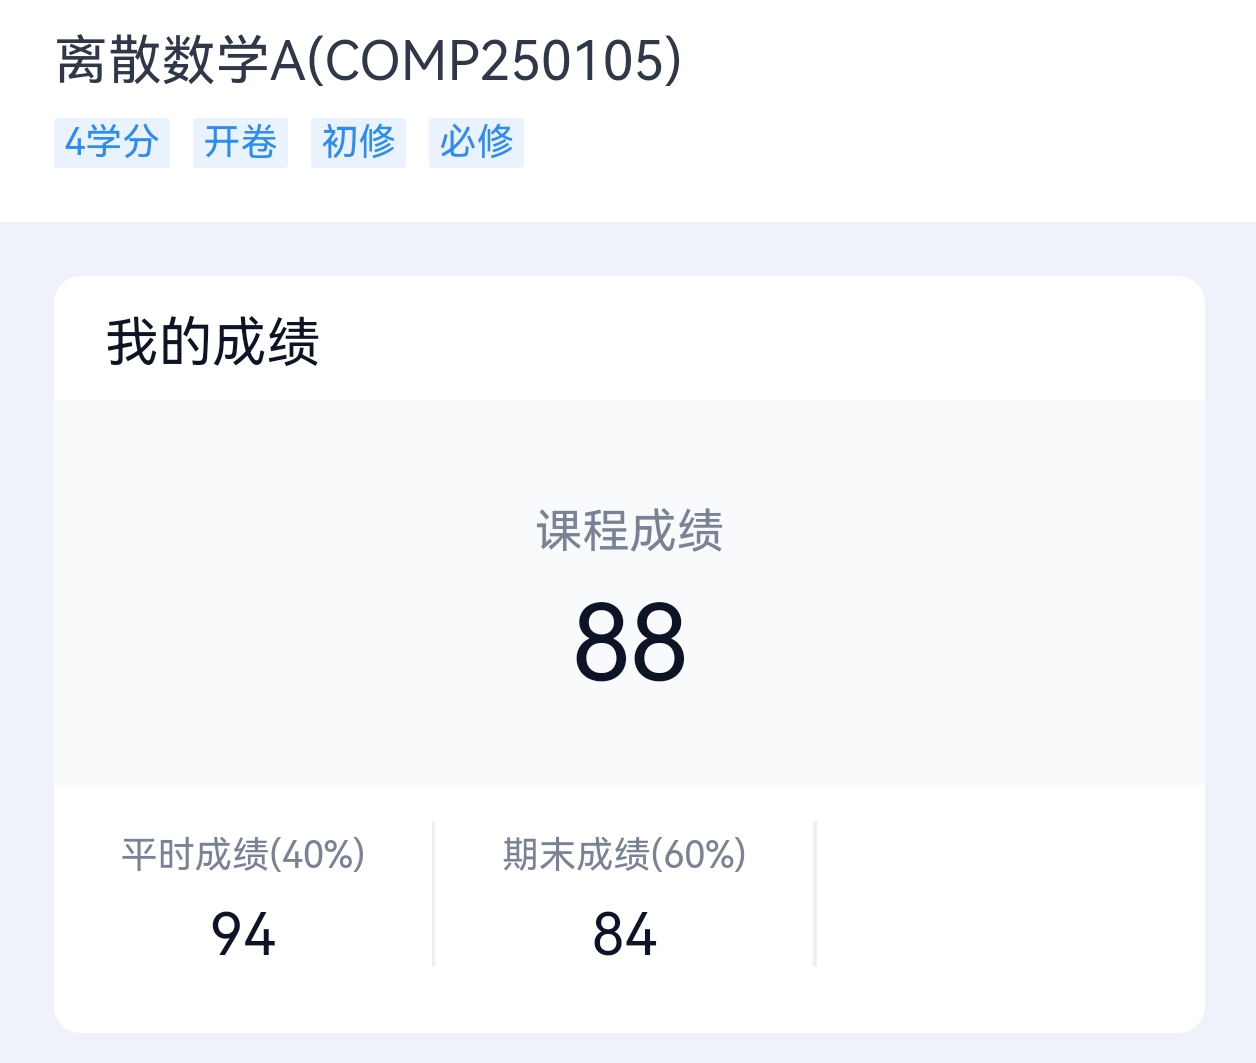 离散数学A(COMP250105)
4学分 开卷 初修 必修
我的成绩
课程成绩
88
平时成绩(40%) 期末成绩(60%)
94 84